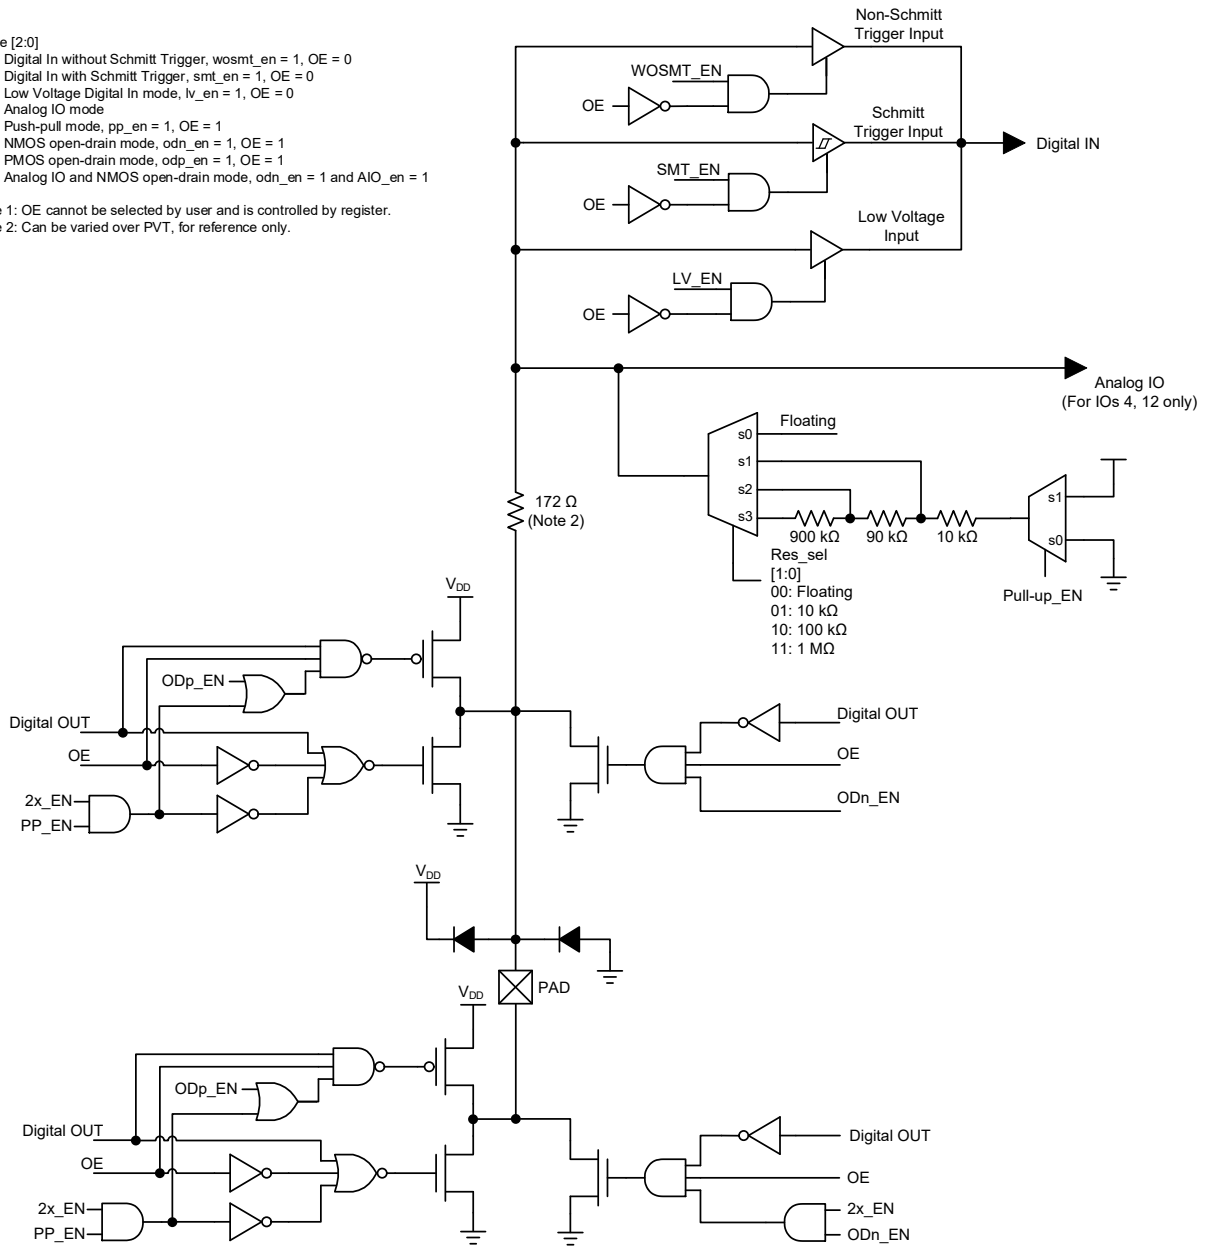 e [2:0]
Digital In without Schmitt Trigger, wosmt_en = 1, OE = 0
Digital In with Schmitt Trigger, smt_en = 1, OE = 0
Low Voltage Digital In mode, lv_en = 1, OE = 0
Analog IO mode
Push-pull mode, pp_en = 1, OE = 1
NMOS open-drain mode, odn_en = 1, OE = 1
PMOS open-drain mode, odp_en = 1, OE = 1
Analog IO and NMOS open-drain mode, odn_en = 1 and AIO_en = 1
e 1: OE cannot be selected by user and is controlled by register.
e 2: Can be varied over PVT, for reference only.
Non-Schmitt
Trigger Input
WOSMT_EN
OE
Schmitt
Trigger Input
Digital IN
SMT_EN
OE
Low Voltage
Input
LV_EN
OE
Analog IO
(For IOs 4, 12 only)
s0
Floating
s1
s2
s3
900 kΩ
90 kΩ
10 kΩ
s1
s0
Pull-up_EN
Res_sel
[1:0]
00: Floating
01: 10 kΩ
10: 100 kΩ
11: 1 MΩ
172 Ω
(Note 2)
VDD
ODp_EN
Digital OUT
OE
2x_EN
PP_EN
Digital OUT
OE
ODn_EN
VDD
PAD
VDD
ODp_EN
Digital OUT
OE
2x_EN
PP_EN
Digital OUT
OE
2x_EN
ODn_EN